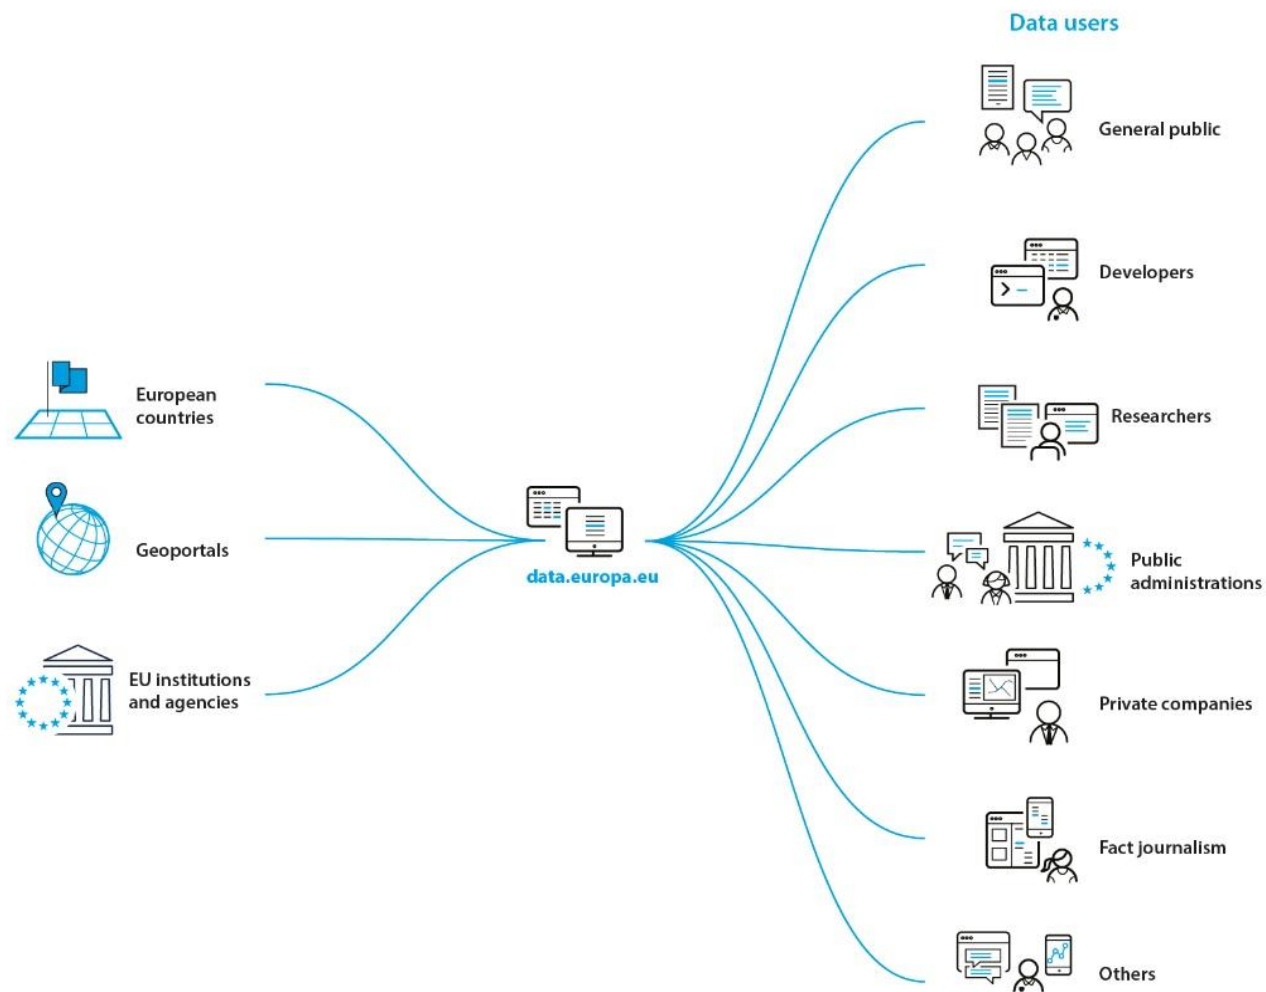 Data users
General public
Developers
European
countries
Researchers
Geoportals
data.europa.eu
Public
administrations
EU institutions
and agencies
Private companies
Fact journalism
Others